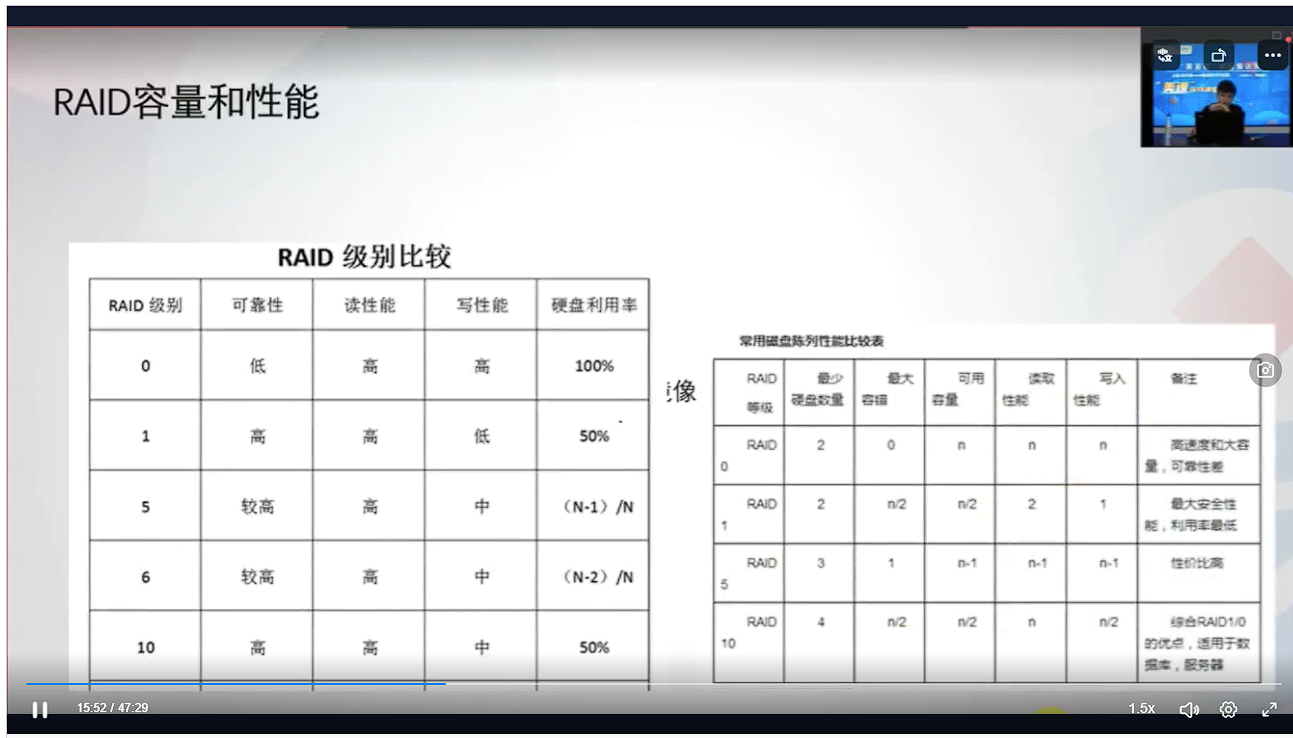 RAID容量和性能
RAID 级别比较
RAID 级别 可靠性 读性能 写性能 硬盘利用率
0 低 高 高 100%
1 高 高 低 50%
5 较高 高 中 （N-1）/N
6 较高 高 中 （N-2）/N
10 高 高 中 50%
像
常用磁盘陈列性能比较表
RAID 最少 最大 可用 读取 写入 备注
等级 硬盘数量 容错 容量 性能 性能
RAID 2 0 n n n 高速度和大容
0 量，可靠性差
RAID 2 n/2 n/2 2 1 最大安全性
1 能，利用率最低
RAID 3 1 n-1 n-1 n-1 性价比高
5
RAID 4 n/2 n/2 n n/2 综合RAID1/0
10 的优点，适用于数
据库，服务器
15:52 / 47:29
1.5x